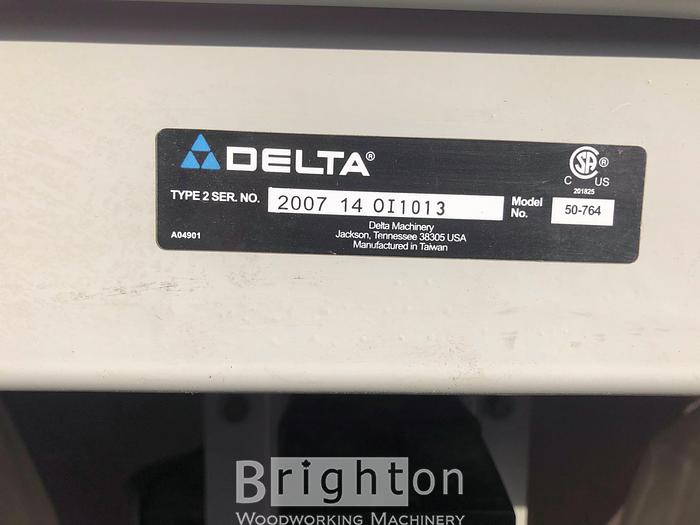 DELTA®
TYPE 2 SER. NO. 2007 14 OI1013
Model No. 50-764
Delta Machinery
Jackson, Tennessee 38305 USA
Manufactured in Taiwan
A04901
CSA ®
C US
201825
Brighton
WOODWORKING MACHINERY